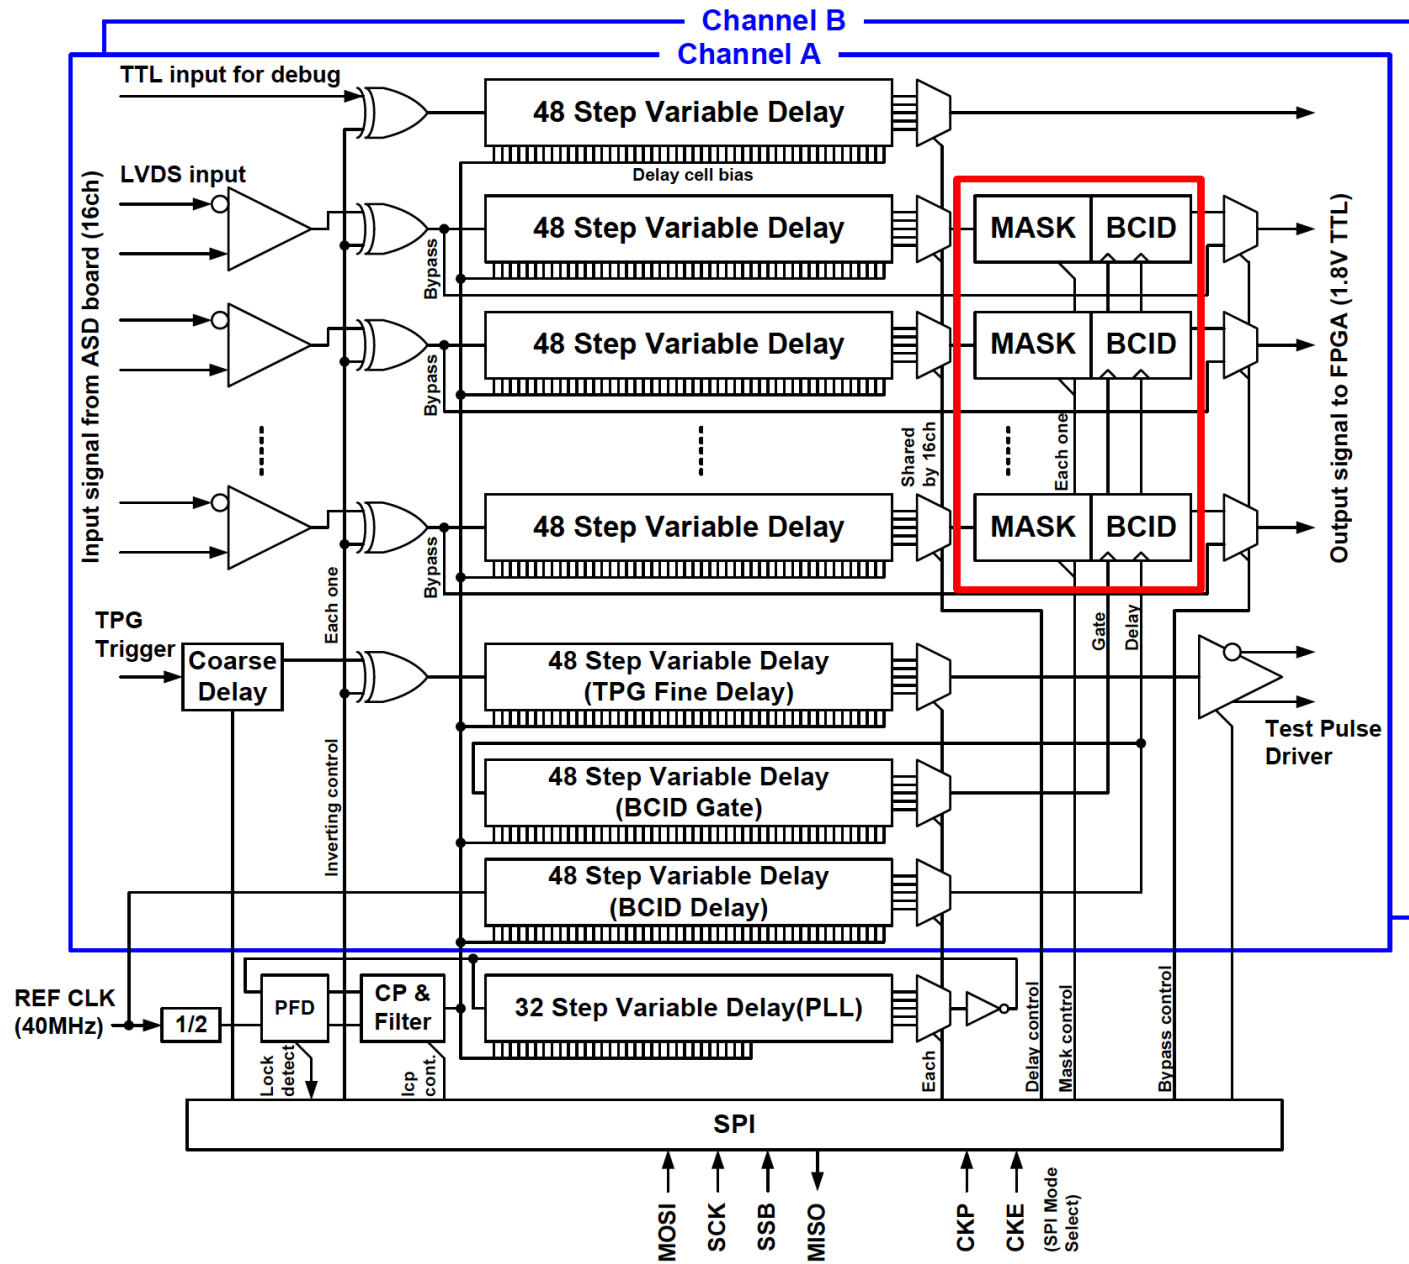 Channel B
Channel A
TTL input for debug
48 Step Variable Delay
Delay cell bias
LVDS input
Input signal from ASD board (16ch)
48 Step Variable Delay
MASK BCID
Bypass
48 Step Variable Delay
MASK BCID
Bypass
Output signal to FPGA (1.8V TTL)
Shared
by 16ch
Each one
48 Step Variable Delay
MASK BCID
Bypass
Each one
Gate
Delay
TPG
Trigger
Coarse
Delay
48 Step Variable Delay
(TPG Fine Delay)
Test Pulse
Driver
Inverting control
48 Step Variable Delay
(BCID Gate)
48 Step Variable Delay
(BCID Delay)
REF CLK
(40MHz)
1/2
PFD
CP &
Filter
32 Step Variable Delay(PLL)
Lock
detect
Icp
cont.
Each
Delay control
Mask control
Bypass control
SPI
MOSI
SCK
SSB
MISO
CKP
CKE
(SPI Mode
Select)